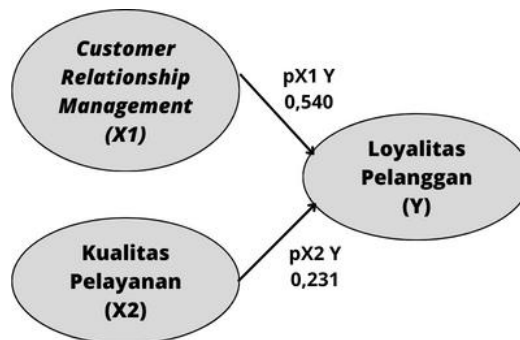 Customer
Relationship
Management
(X1)
pX1 Y
0,540
Loyalitas
Pelanggan
(Y)
Kualitas
Pelayanan
(X2)
pX2 Y
0,231